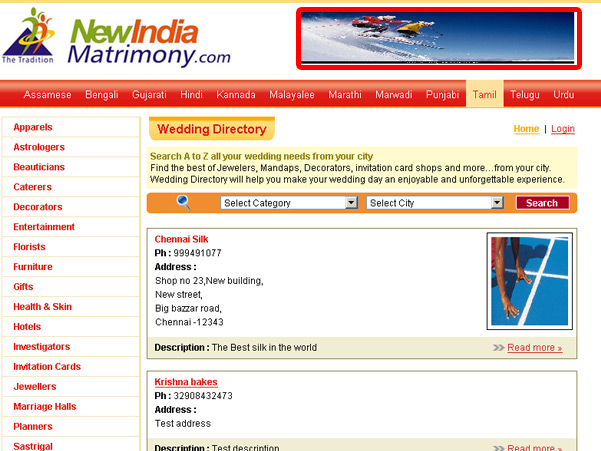 NewIndia
Matrimony.com
The Tradition
Assamese Bengali Gujarati Hindi Kannada Malayalee Marathi Marwadi Punjabi Tamil Telugu Urdu
Apparels
Astrologers
Beauticians
Caterers
Decorators
Entertainment
Florists
Furniture
Gifts
Health & Skin
Hotels
Investigators
Invitation Cards
Jewellers
Marriage Halls
Planners
Sastrigal
Wedding Directory
Home | Login
Search A to Z all your wedding needs from your city
Find the best of Jewelers, Mandaps, Decorators, invitation card shops and more...from your city.
Wedding Directory will help you make your wedding day an enjoyable and unforgettable experience.
Select Category Select City Search
Chennai Silk
Ph : 999491077
Address :
Shop no 23,New building,
New street,
Big bazzar road,
Chennai -12343
Description : The Best silk in the world Read more »
Krishna bakes
Ph : 32908432473
Address :
Test address
Description : Test description Read more »